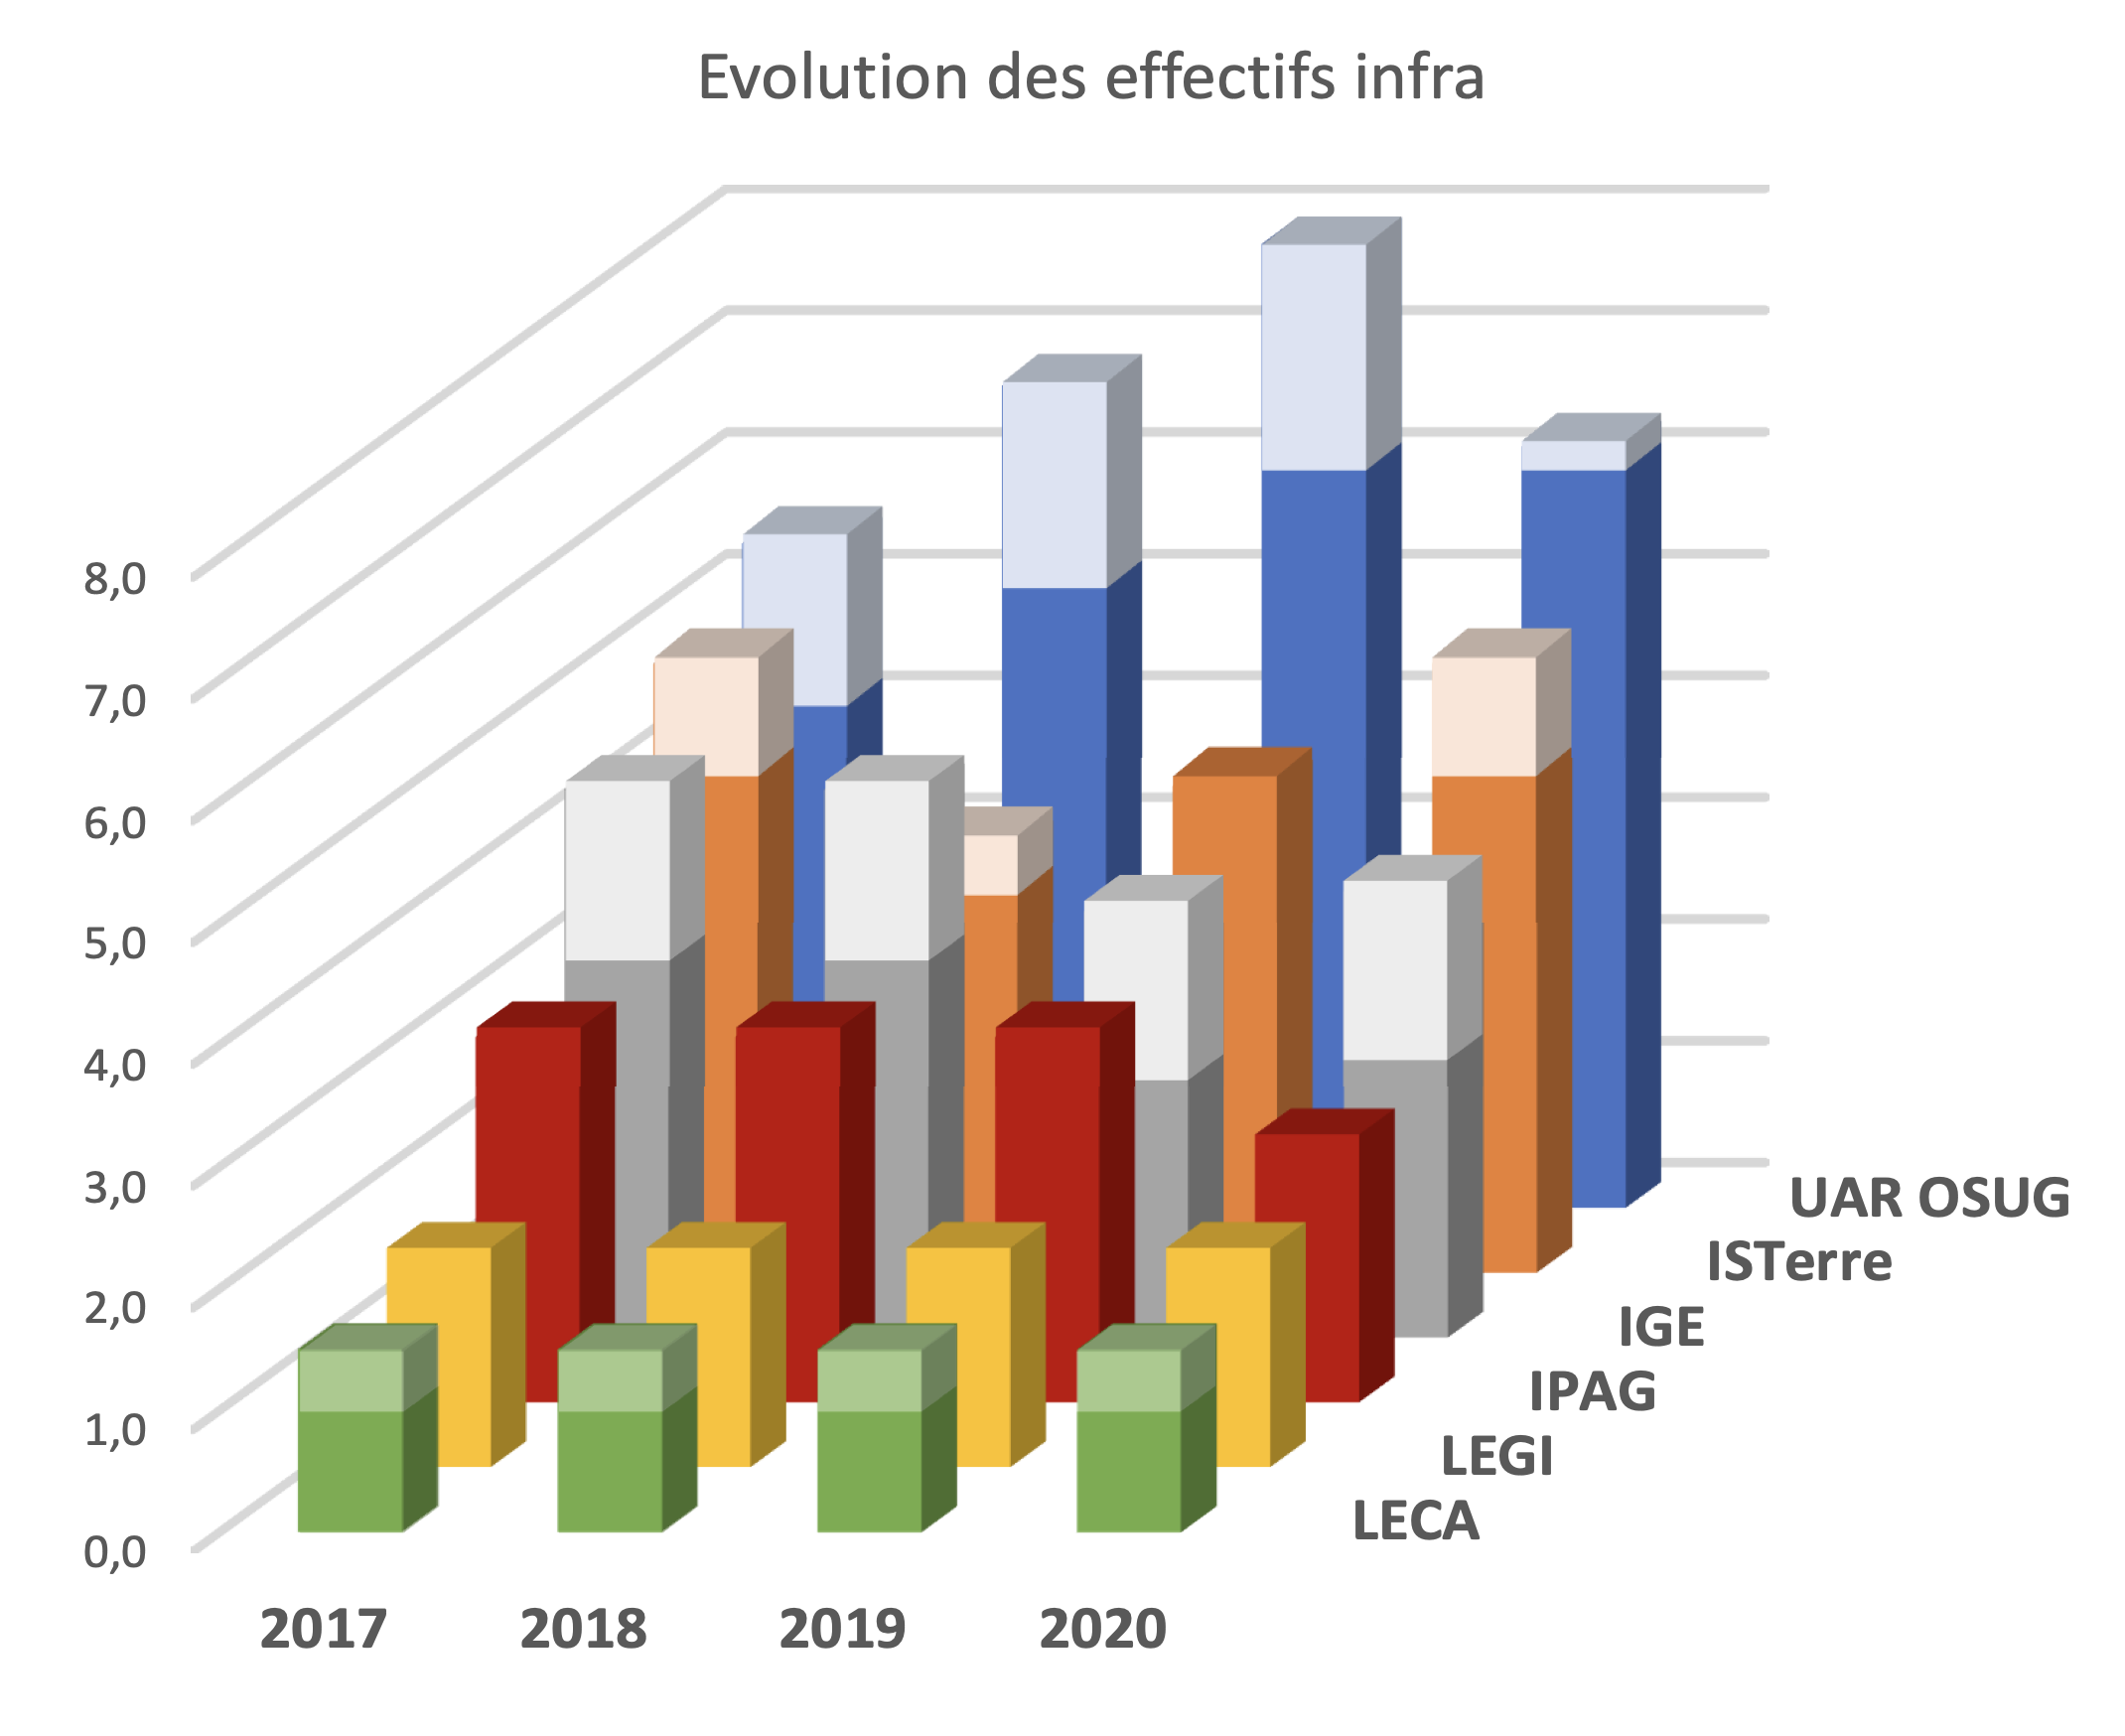 Evolution des effectifs infra
8,0
7,0
6,0
5,0
4,0
3,0
2,0
1,0
0,0
UAR OSUG
ISTerre
IGE
IPAG
LEGI
LECA
2017
2018
2019
2020